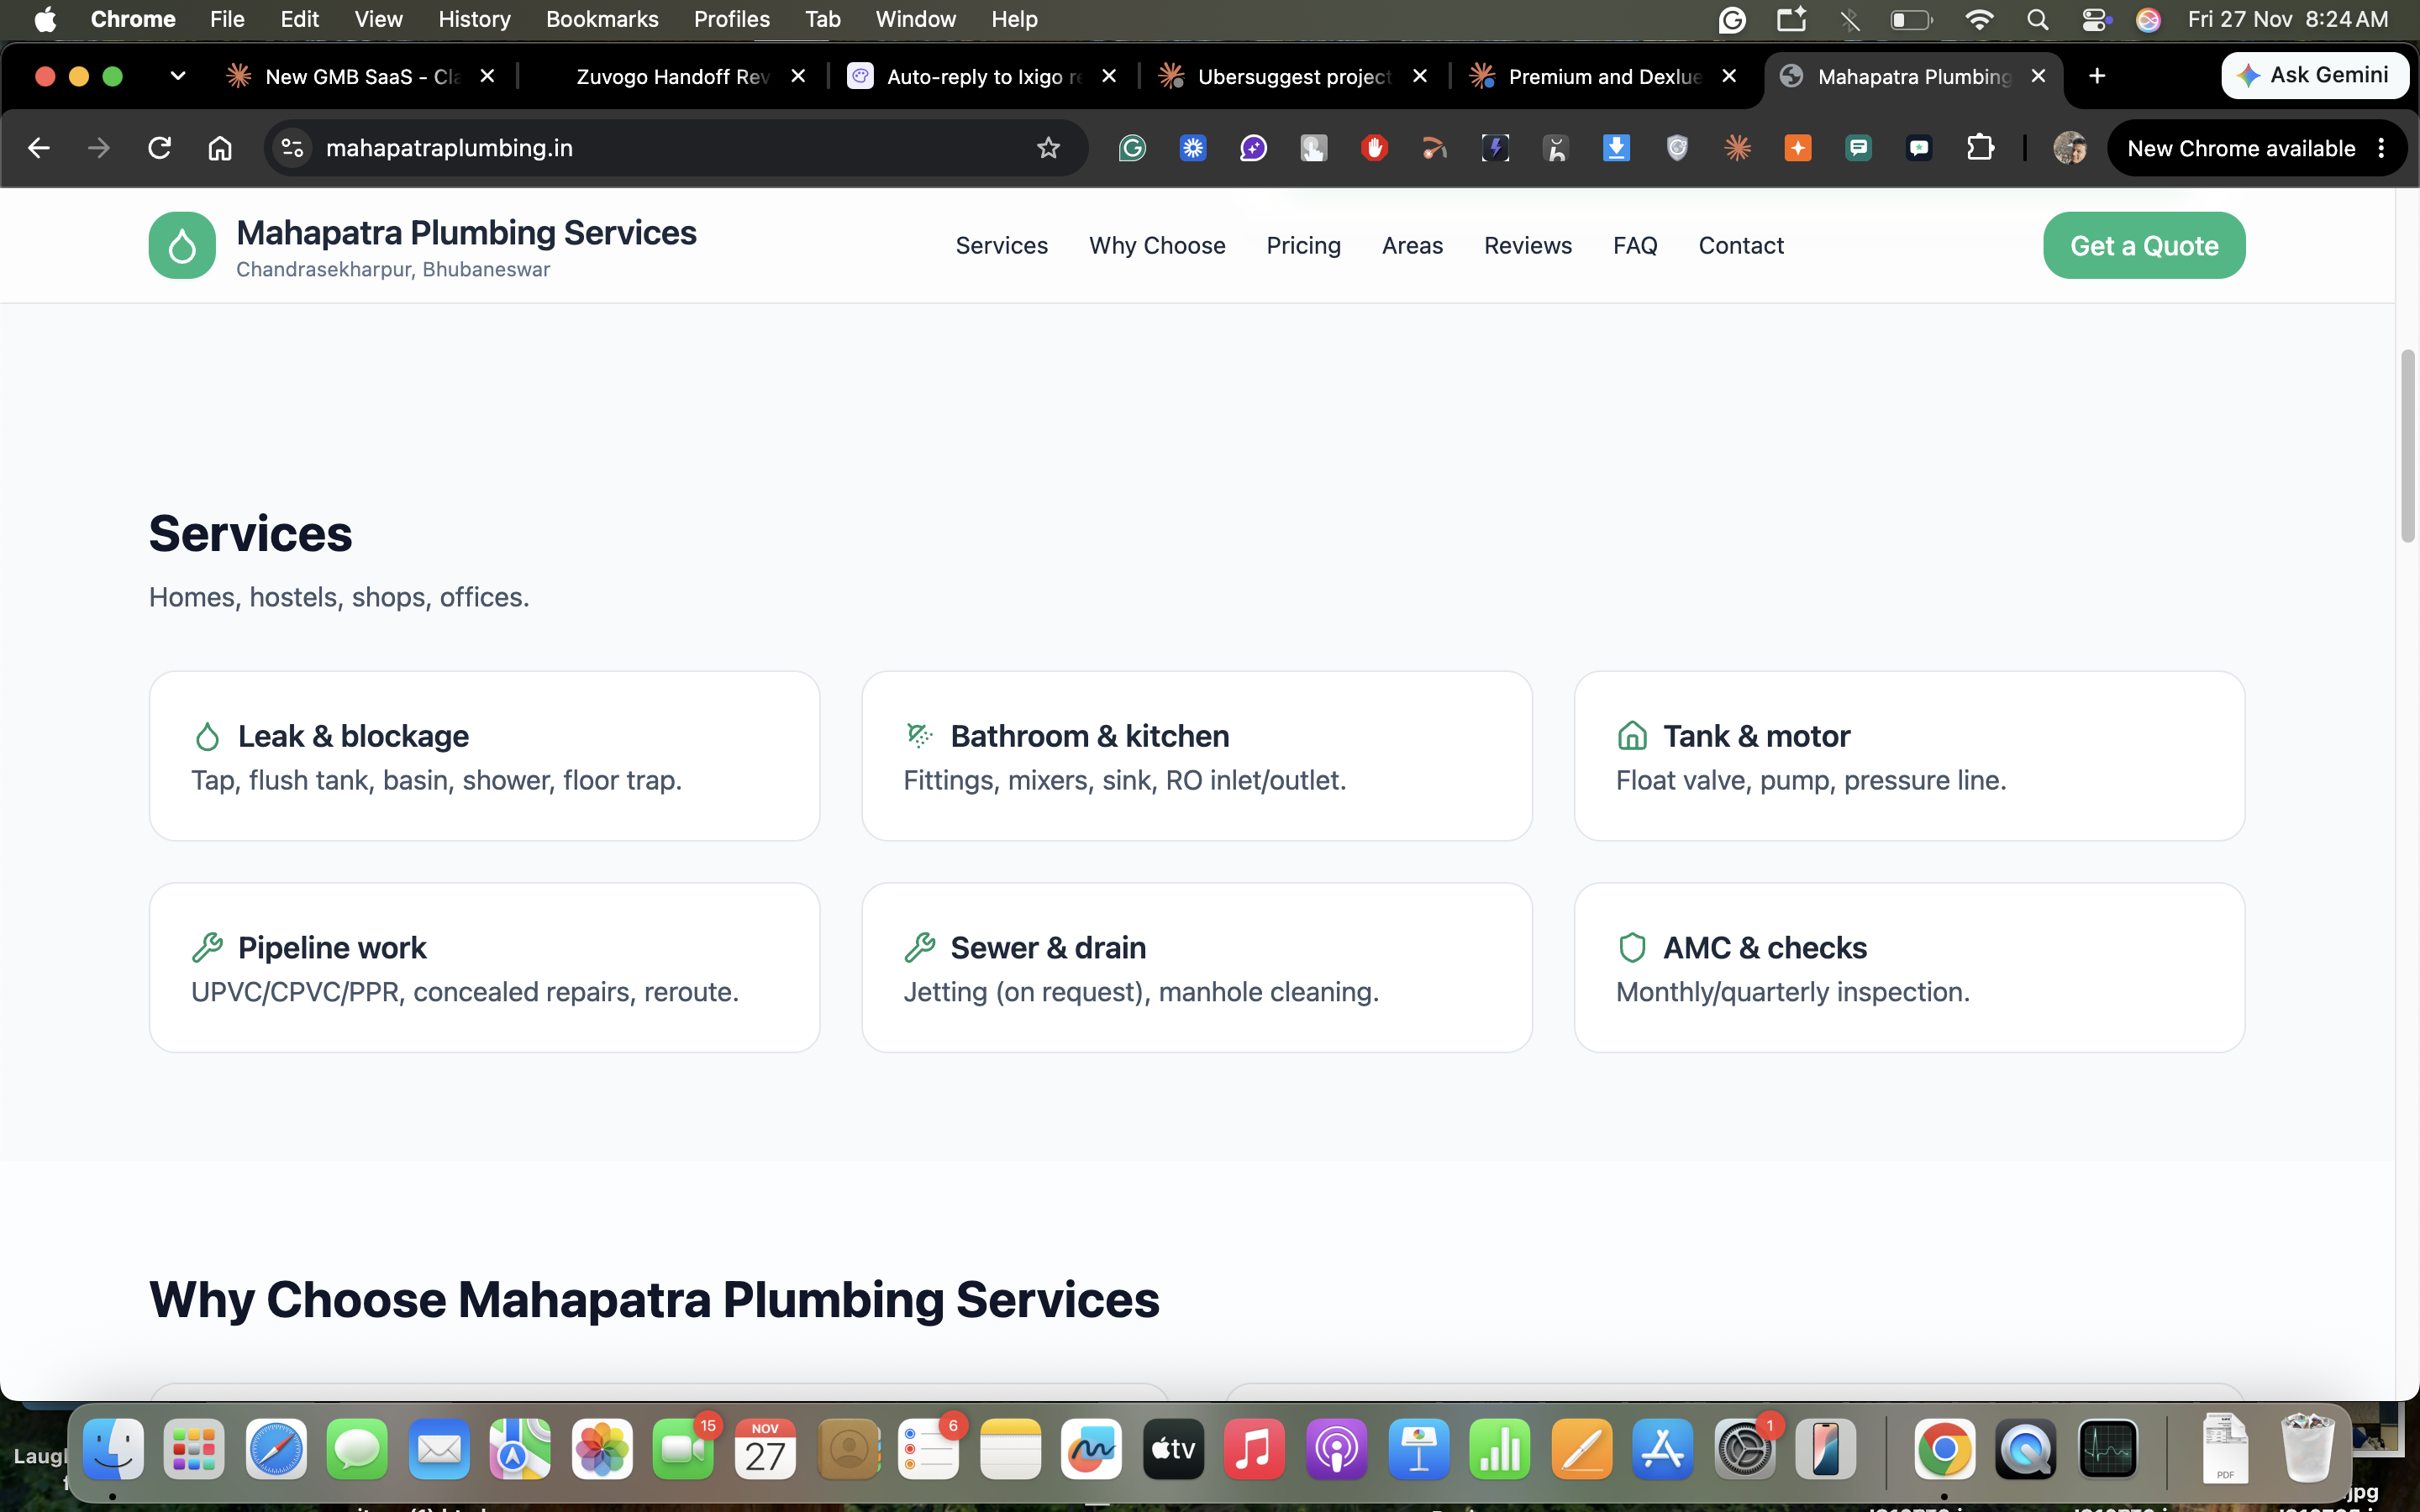 Chrome File Edit View History Bookmarks Profiles Tab Window Help Fri 27 Nov 8:24 AM
New GMB SaaS - Cla Zuvogo Handoff Rev Auto-reply to Ixigo re Ubersuggest project Premium and Dexlue Mahapatra Plumbing Ask Gemini
mahapatraplumbing.in New Chrome available
Mahapatra Plumbing Services
Chandrasekharpur, Bhubaneswar
Services Why Choose Pricing Areas Reviews FAQ Contact
Get a Quote
Services
Homes, hostels, shops, offices.
Leak & blockage
Tap, flush tank, basin, shower, floor trap.
Bathroom & kitchen
Fittings, mixers, sink, RO inlet/outlet.
Tank & motor
Float valve, pump, pressure line.
Pipeline work
UPVC/CPVC/PPR, concealed repairs, reroute.
Sewer & drain
Jetting (on request), manhole cleaning.
AMC & checks
Monthly/quarterly inspection.
Why Choose Mahapatra Plumbing Services
Laugh
15
NOV
27
6
tv
1
PDF
jpg